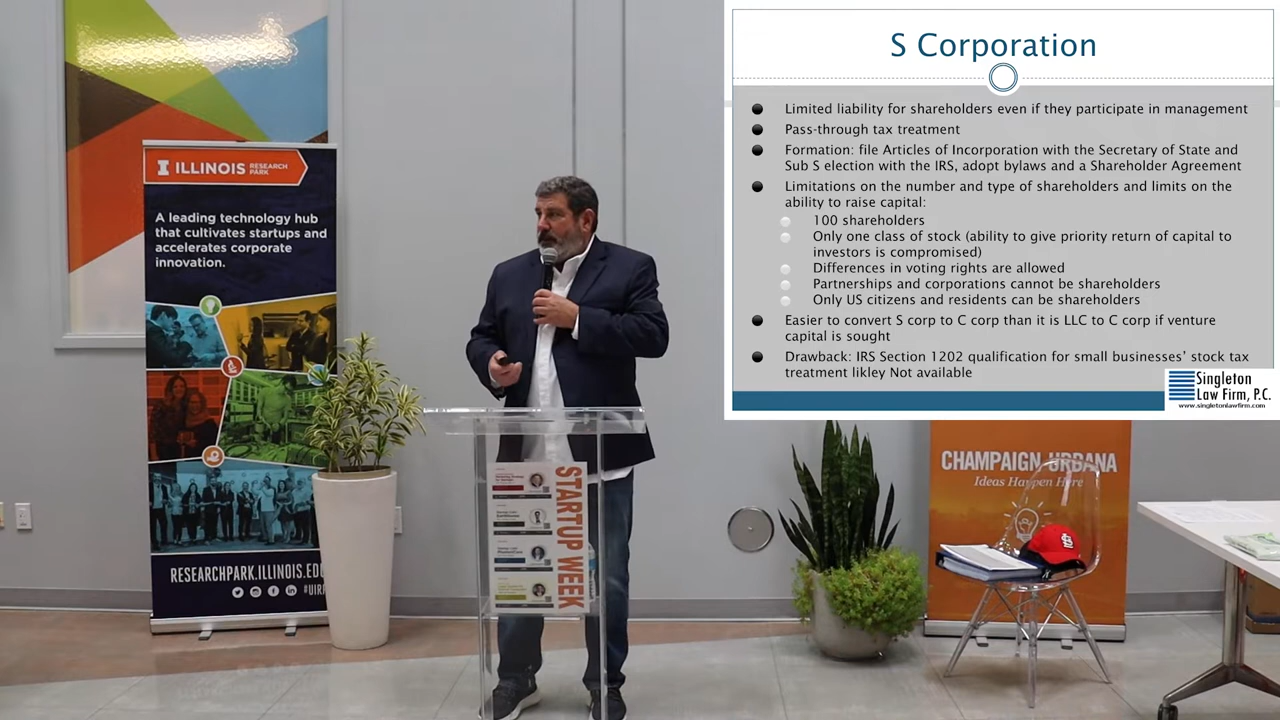 S Corporation
Limited liability for shareholders even if they participate in management
Pass-through tax treatment
Formation: file Articles of Incorporation with the Secretary of State and
Sub S election with the IRS, adopt bylaws and a Shareholder Agreement
Limitations on the number and type of shareholders and limits on the
ability to raise capital:
100 shareholders
Only one class of stock (ability to give priority return of capital to
investors is compromised)
Differences in voting rights are allowed
Partnerships and corporations cannot be shareholders
Only US citizens and residents can be shareholders
Easier to convert S corp to C corp than it is LLC to C corp if venture
capital is sought
Drawback: IRS Section 1202 qualification for small businesses' stock tax
treatment likley Not available
Singleton
Law Firm, P.C.
www.singletonlawfirm.com
ILLINOIS RESEARCH
PARK
A leading technology hub
that cultivates startups and
accelerates corporate
innovation.
RESEARCHPARK.ILLINOIS.EDU
#UIRP
STARTUP WEEK
CHAMPAIGN-URBANA
Ideas Happen Here